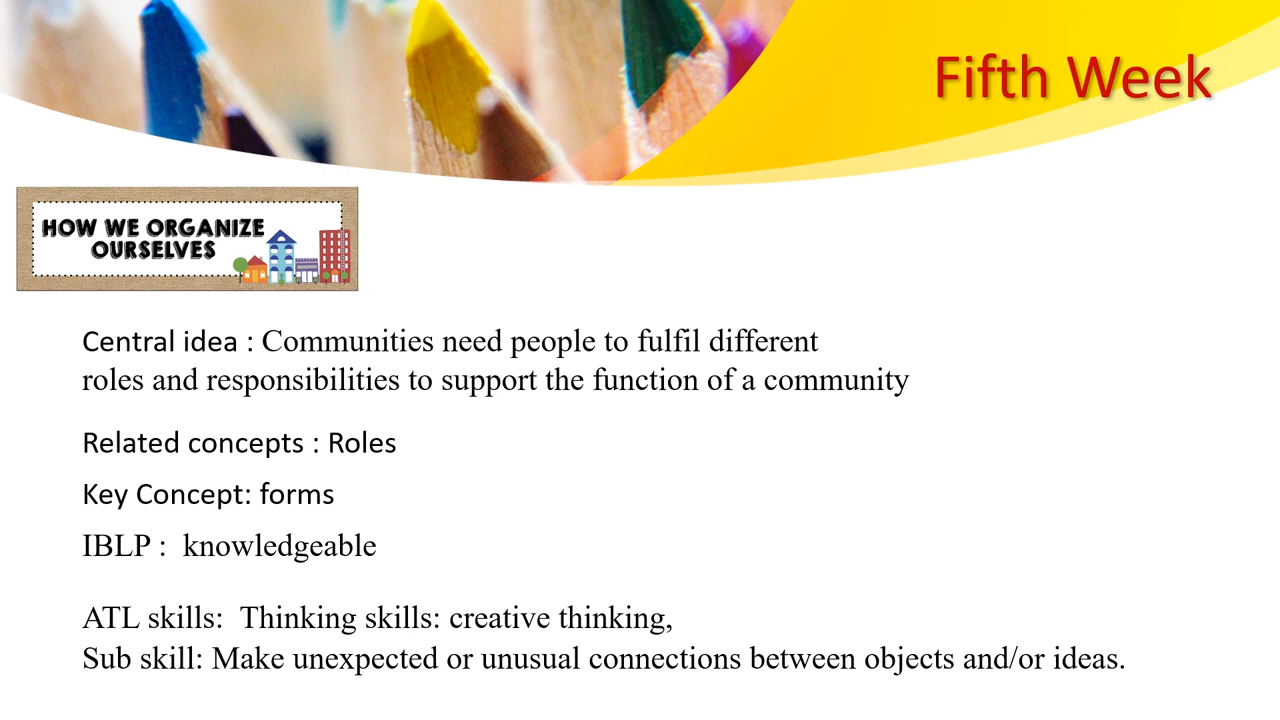 Fifth Week
HOW WE ORGANIZE
OURSELVES
Central idea : Communities need people to fulfil different
roles and responsibilities to support the function of a community
Related concepts : Roles
Key Concept: forms
IBLP :  knowledgeable
ATL skills:  Thinking skills: creative thinking,
Sub skill: Make unexpected or unusual connections between objects and/or ideas.